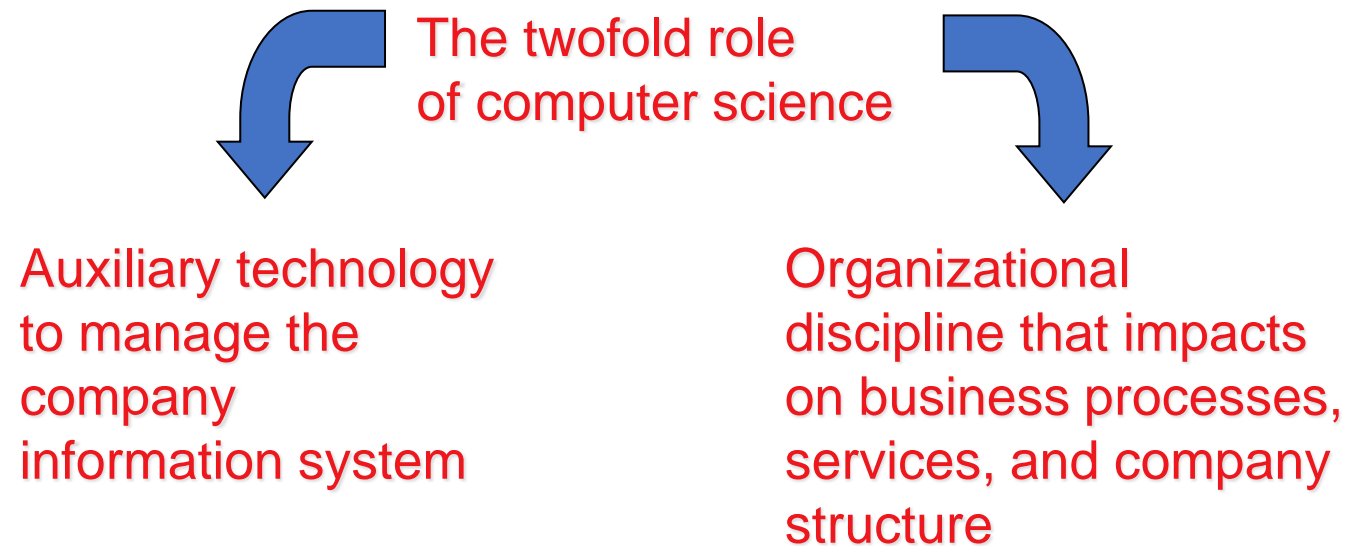 The twofold role
of computer science
Auxiliary technology
to manage the
company
information system
Organizational
discipline that impacts
on business processes,
services, and company
structure